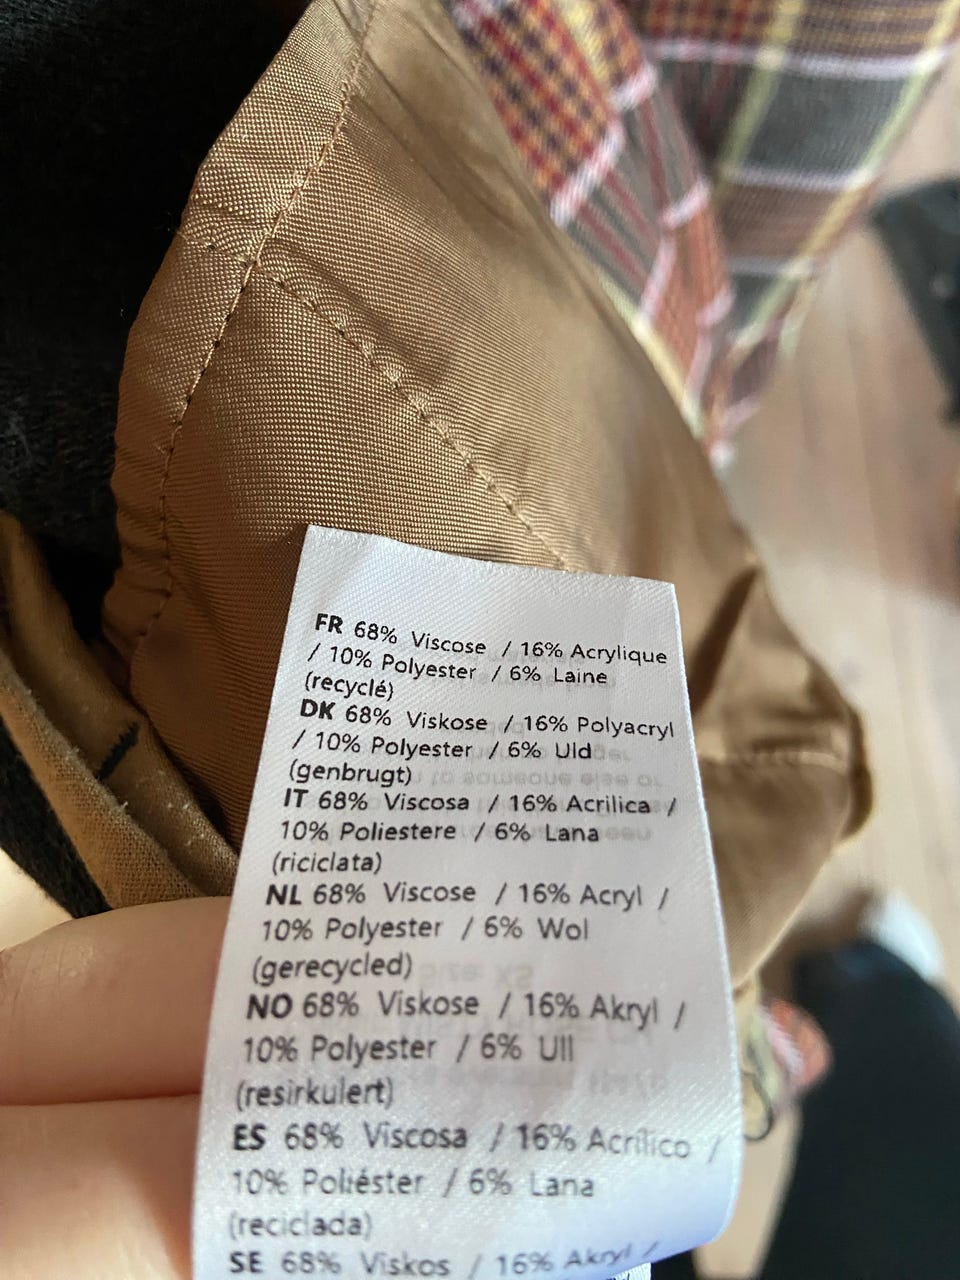 FR 68% Viscose / 16% Acrylique
/ 10% Polyester / 6% Laine
(recyclé)
DK 68% Viskose / 16% Polyacryl
/ 10% Polyester / 6% Uld
(genbrugt)
IT 68% Viscosa / 16% Acrilica /
10% Poliestere / 6% Lana
(riciclata)
NL 68% Viscose / 16% Acryl /
10% Polyester / 6% Wol
(gerecycled)
NO 68% Viskose / 16% Akryl /
10% Polyester / 6% Ull
(resirkulert)
ES 68% Viscosa / 16% Acrílico /
10% Poliéster / 6% Lana
(reciclada)
SE 68% Viskos / 16% Akryl /